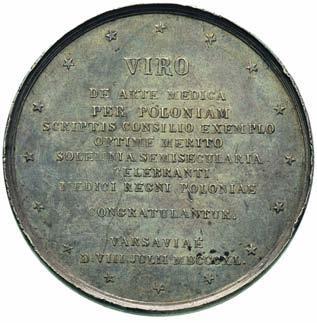 VIRO
DE ARTE MEDICA
PER POLONIAM
SCRIPTIS CONSILIO EXEMPLO
OPTIME MERITO
SOLEMNIA SEMISECULARIA
CELEBRANTI
MEDICI REGNI POLONIAE
CONGRATULANTUR.
VARSAVIAE
D. VIII JULII MDCCCXL.